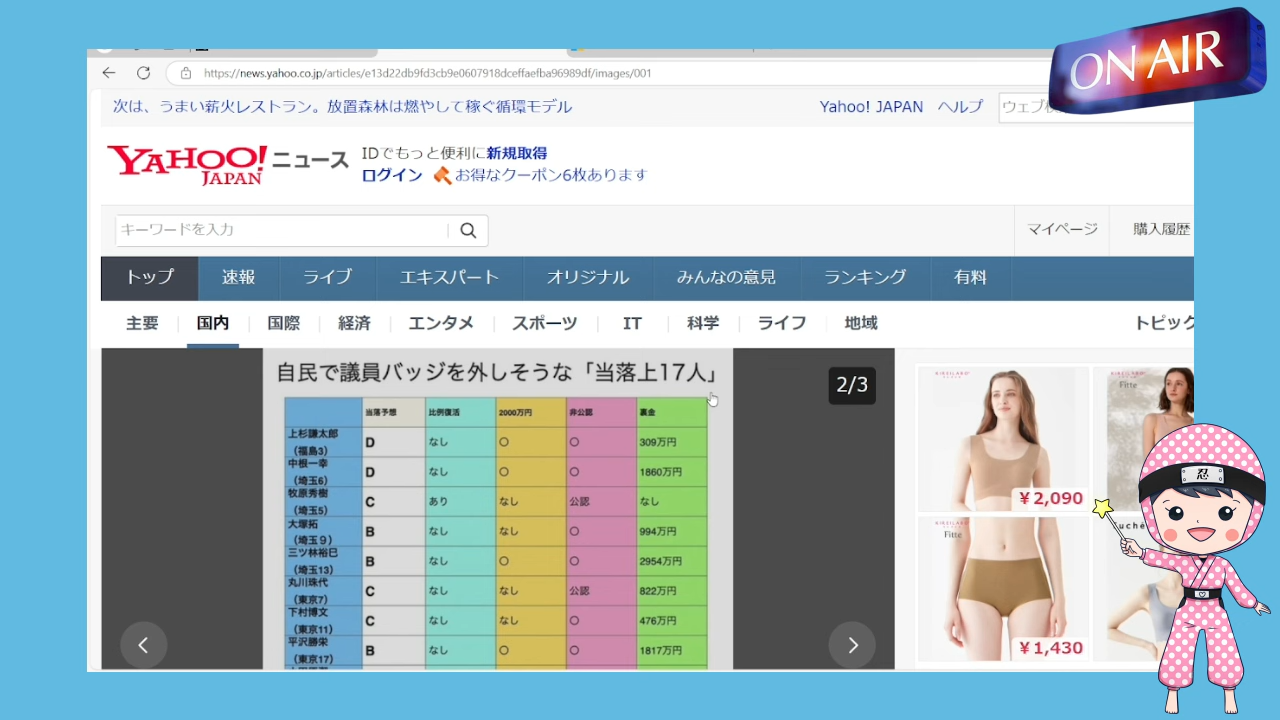 ON AIR
https://news.yahoo.co.jp/articles/e13d22db9fd3cb9e0607918dceffaefba96989df/images/001
次は、うまい薪火レストラン。放置森林は燃やして稼ぐ循環モデル
Yahoo! JAPAN ヘルプ
YAHOO! JAPAN ニュース
IDでもっと便利に新規取得
ログイン お得なクーポン6枚あります
キーワードを入力
マイページ 購入履歴
トップ 速報 ライブ エキスパート オリジナル みんなの意見 ランキング 有料
主要 国内 国際 経済 エンタメ スポーツ IT 科学 ライフ 地域 トピック
自民で議員バッジを外しそうな「当落上17人」
2/3
当落予想 比例復活 2000万円 非公認 裏金
上杉謙太郎
(福島3) D なし 〇 〇 309万円
中根一幸
(埼玉6) D なし 〇 〇 1860万円
牧原秀樹
(埼玉5) C あり なし 公認 なし
大塚拓
(埼玉9) B なし なし 〇 994万円
三ツ林裕巳
(埼玉13) B なし 〇 〇 2954万円
丸川珠代
(東京7) C なし なし 公認 822万円
下村博文
(東京11) C なし なし 〇 476万円
平沢勝栄
(東京17) B なし 〇 〇 1817万円
Fitte
¥2,090
Fitte
¥1,430
忍